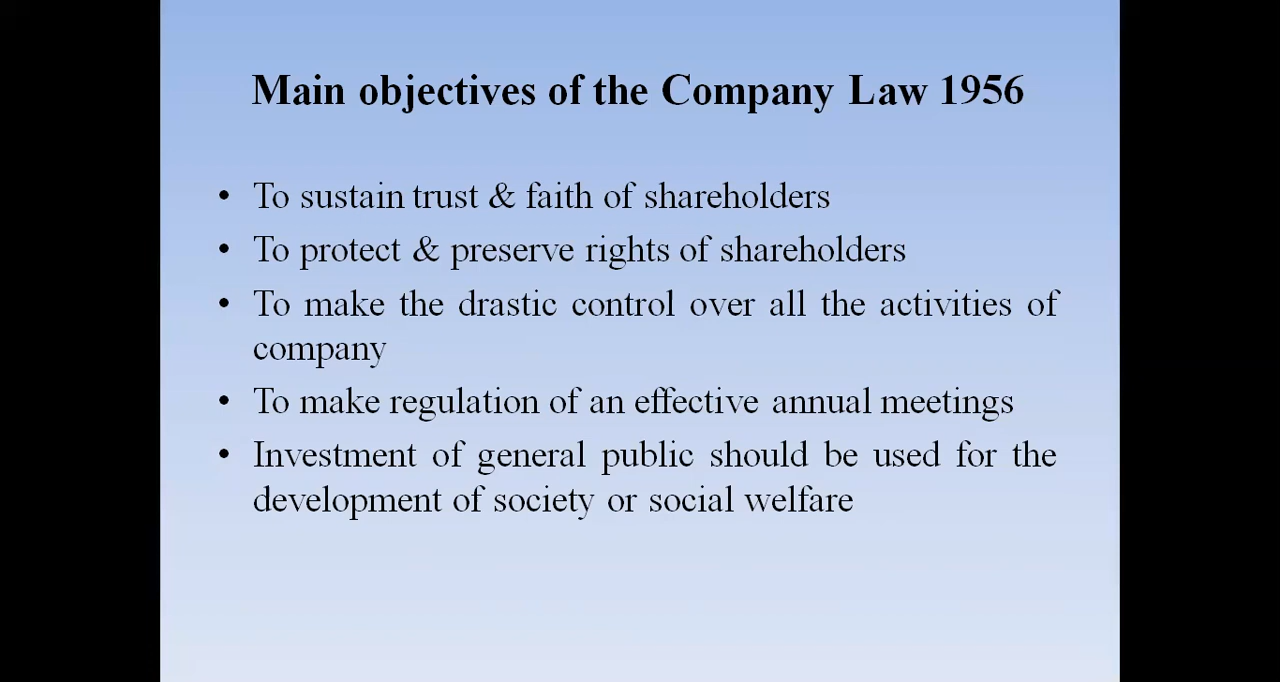 Main objectives of the Company Law 1956
• To sustain trust & faith of shareholders
• To protect & preserve rights of shareholders
• To make the drastic control over all the activities of
company
• To make regulation of an effective annual meetings
• Investment of general public should be used for the
development of society or social welfare